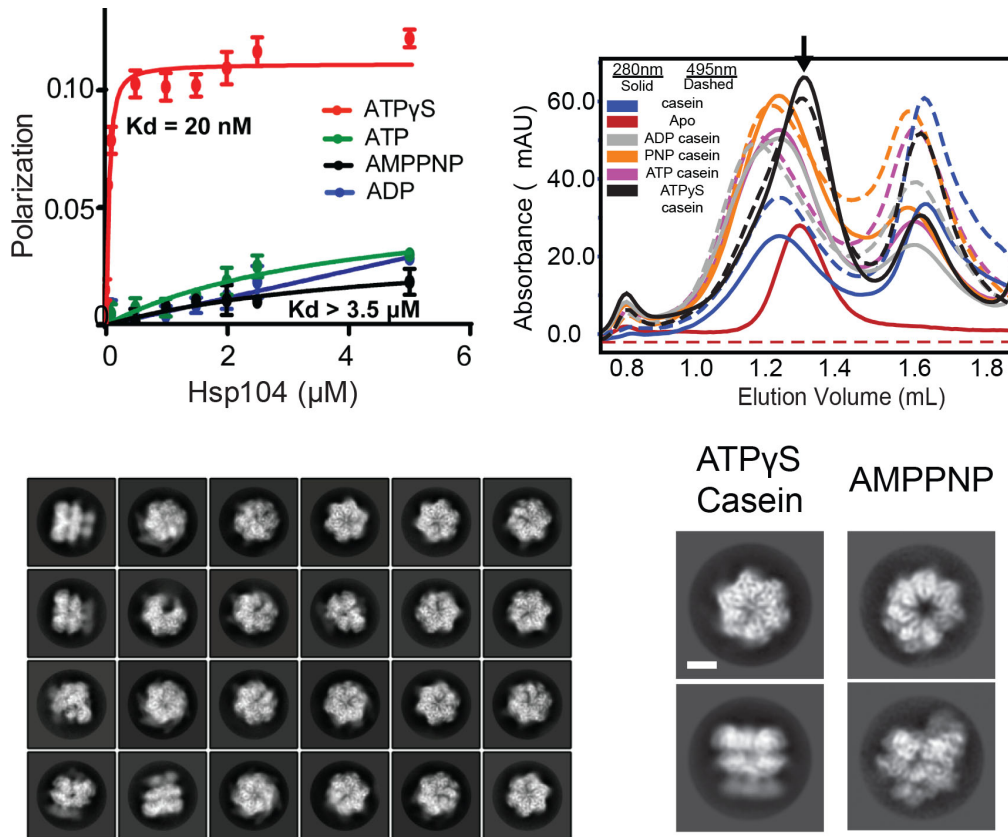 0.10
0.05
0
Polarization
Kd = 20 nM
ATPγS
ATP
AMPPNP
ADP
Kd > 3.5 µM
0
2
4
6
Hsp104 (µM)
280nm 495nm
Solid Dashed
casein
Apo
ADP casein
PNP casein
ATP casein
ATPγS
casein
60.0
40.0
20.0
0.0
Absorbance ( mAU)
0.8 1.0 1.2 1.4 1.6 1.8
Elution Volume (mL)
ATPγS
Casein
AMPPNP